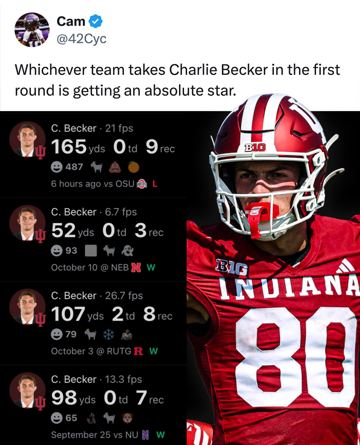 Cam
@42Cyc
Whichever team takes Charlie Becker in the first
round is getting an absolute star.
C. Becker · 21 fps
165 yds 0 td 9 rec
487
6 hours ago vs OSU L
C. Becker · 6.7 fps
52 yds 0 td 3 rec
93
October 10 @ NEB N W
C. Becker · 26.7 fps
107 yds 2 td 8 rec
79
October 3 @ RUTG R W
C. Becker · 13.3 fps
98 yds 0 td 7 rec
65
September 25 vs NU N W
B1G
B1G
INDIANA
80